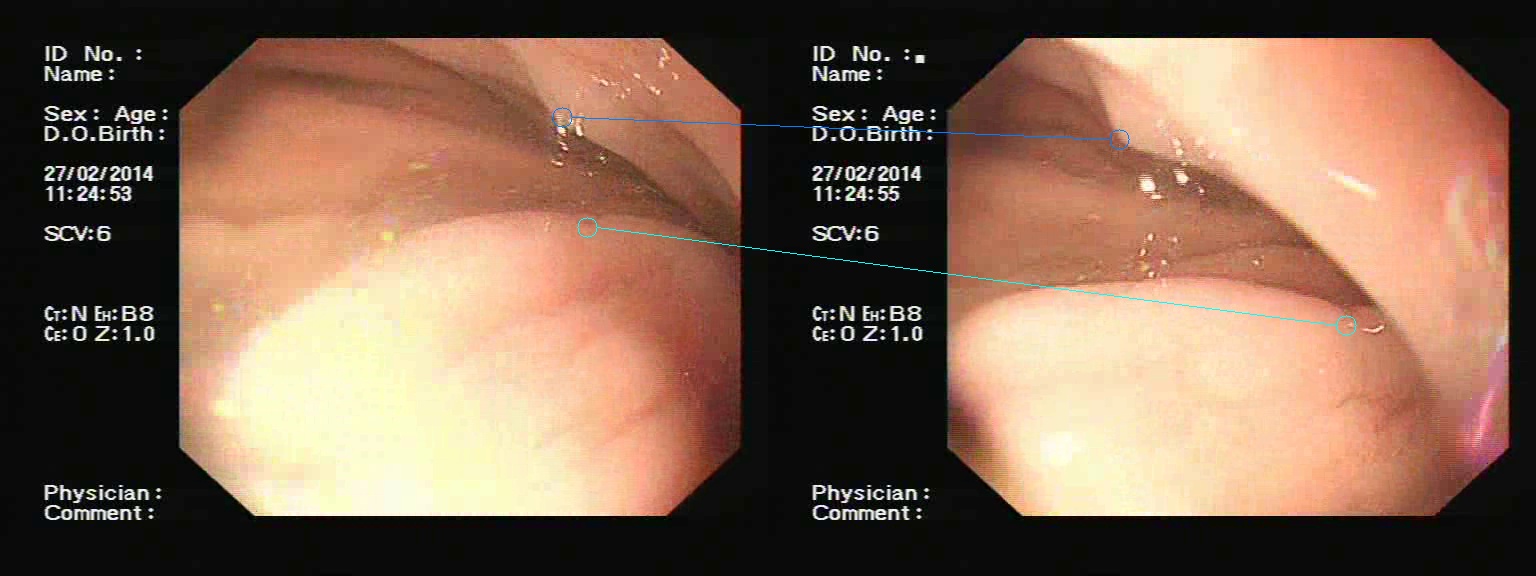 ID No. :
Name:
Sex: Age:
D.O.Birth:
27/02/2014
11:24:53
SCV:6
CT:N EH:B8
CE:0 Z:1.0
Physician:
Comment:
ID No. :
Name:
Sex: Age:
D.O.Birth:
27/02/2014
11:24:55
SCV:6
CT:N EH:B8
CE:0 Z:1.0
Physician:
Comment: